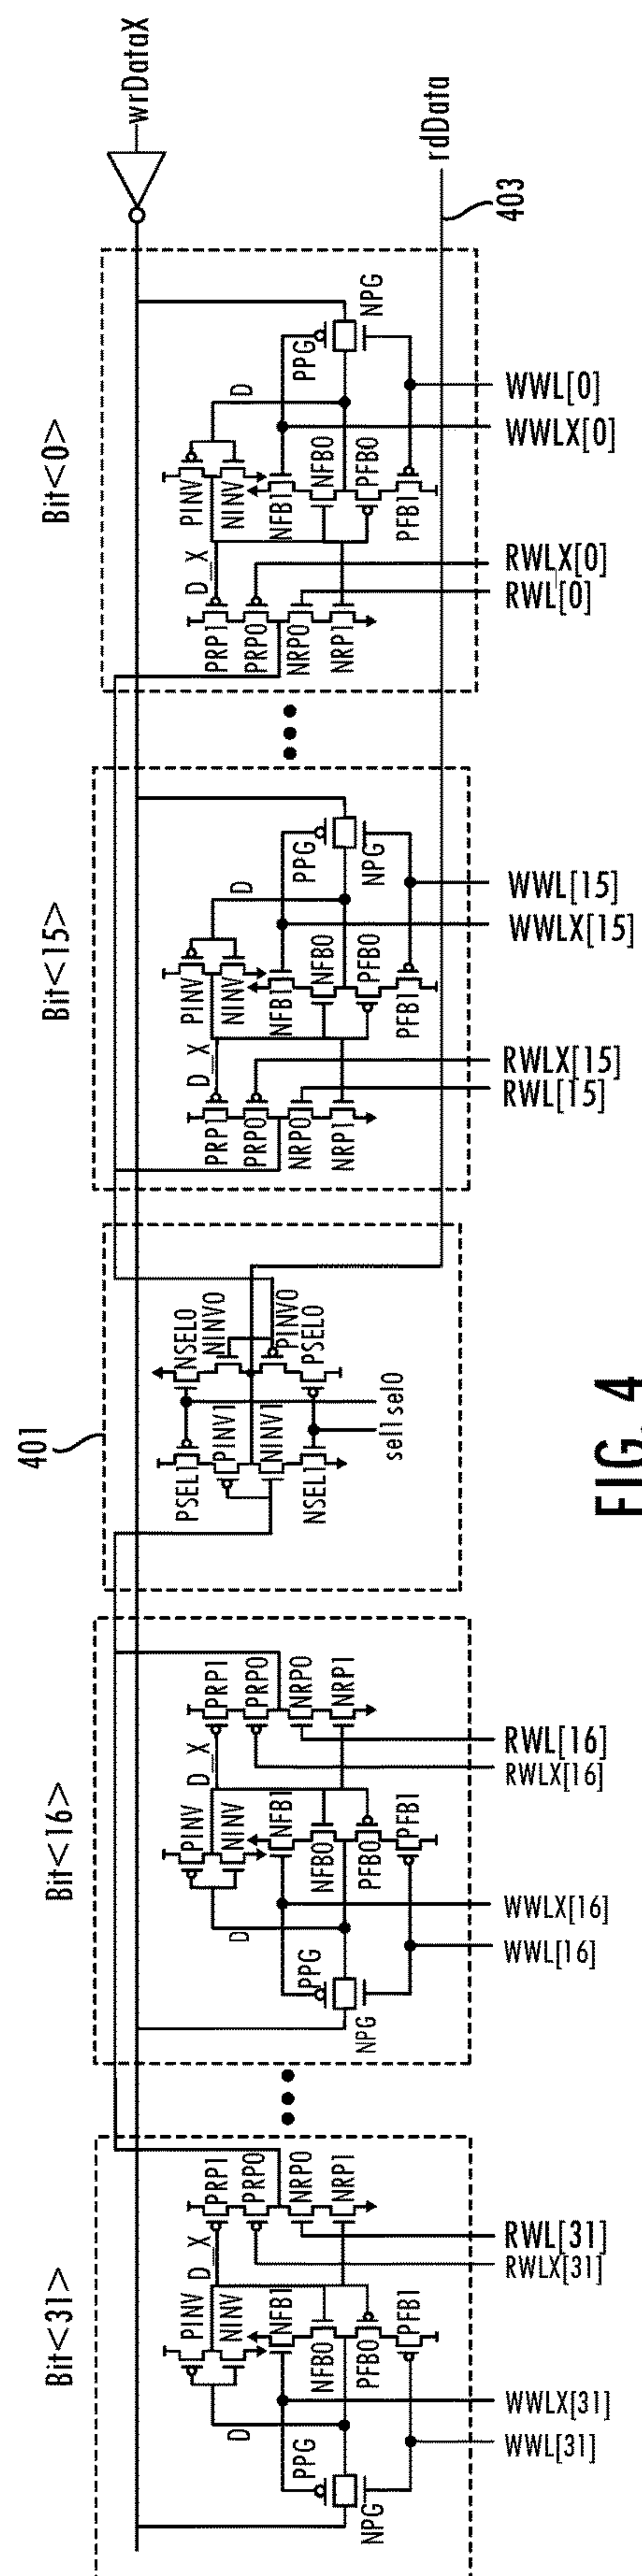 wrDataX
rdData
403
Bit<0>
D
PPG
NPG
PINV
NINV
NFB1
NFB0
PFB0
PFB1
D_X
PRP1
PRP0
NRP0
NRP1
WWL[0]
WWLX[0]
RWLX[0]
RWL[0]
Bit<15>
D
PPG
NPG
PINV
NINV
NFB1
NFB0
PFB0
PFB1
D_X
PRP1
PRP0
NRP0
NRP1
WWL[15]
WWLX[15]
RWLX[15]
RWL[15]
401
NSEL0
NINV0
PINV0
PSEL0
PSEL1
PINV1
NINV1
NSEL1
sel1
sel0
FIG. 4
Bit<16>
PRP1
PRP0
NRP0
NRP1
D_X
PINV
NINV
NFB1
NFB0
PFB0
PFB1
D
PPG
NPG
RWL[16]
RWLX[16]
WWLX[16]
WWL[16]
Bit<31>
PRP1
PRP0
NRP0
NRP1
D_X
PINV
NINV
NFB1
NFB0
PFB0
PFB1
D
PPG
NPG
RWL[31]
RWLX[31]
WWLX[31]
WWL[31]